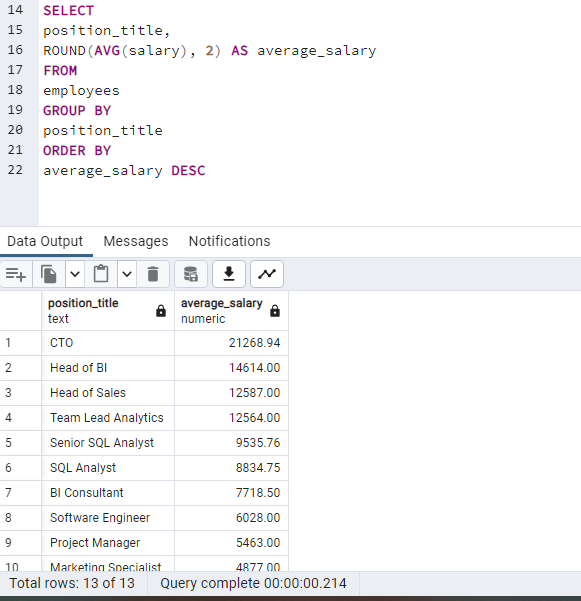 14 SELECT
15 position_title,
16 ROUND(AVG(salary), 2) AS average_salary
17 FROM
18 employees
19 GROUP BY
20 position_title
21 ORDER BY
22 average_salary DESC
Data Output Messages Notifications
position_title average_salary
text numeric
1 CTO 21268.94
2 Head of BI 14614.00
3 Head of Sales 12587.00
4 Team Lead Analytics 12564.00
5 Senior SQL Analyst 9535.76
6 SQL Analyst 8834.75
7 BI Consultant 7718.50
8 Software Engineer 6028.00
9 Project Manager 5463.00
10 Marketing Specialist 4877.00
Total rows: 13 of 13 Query complete 00:00:00.214